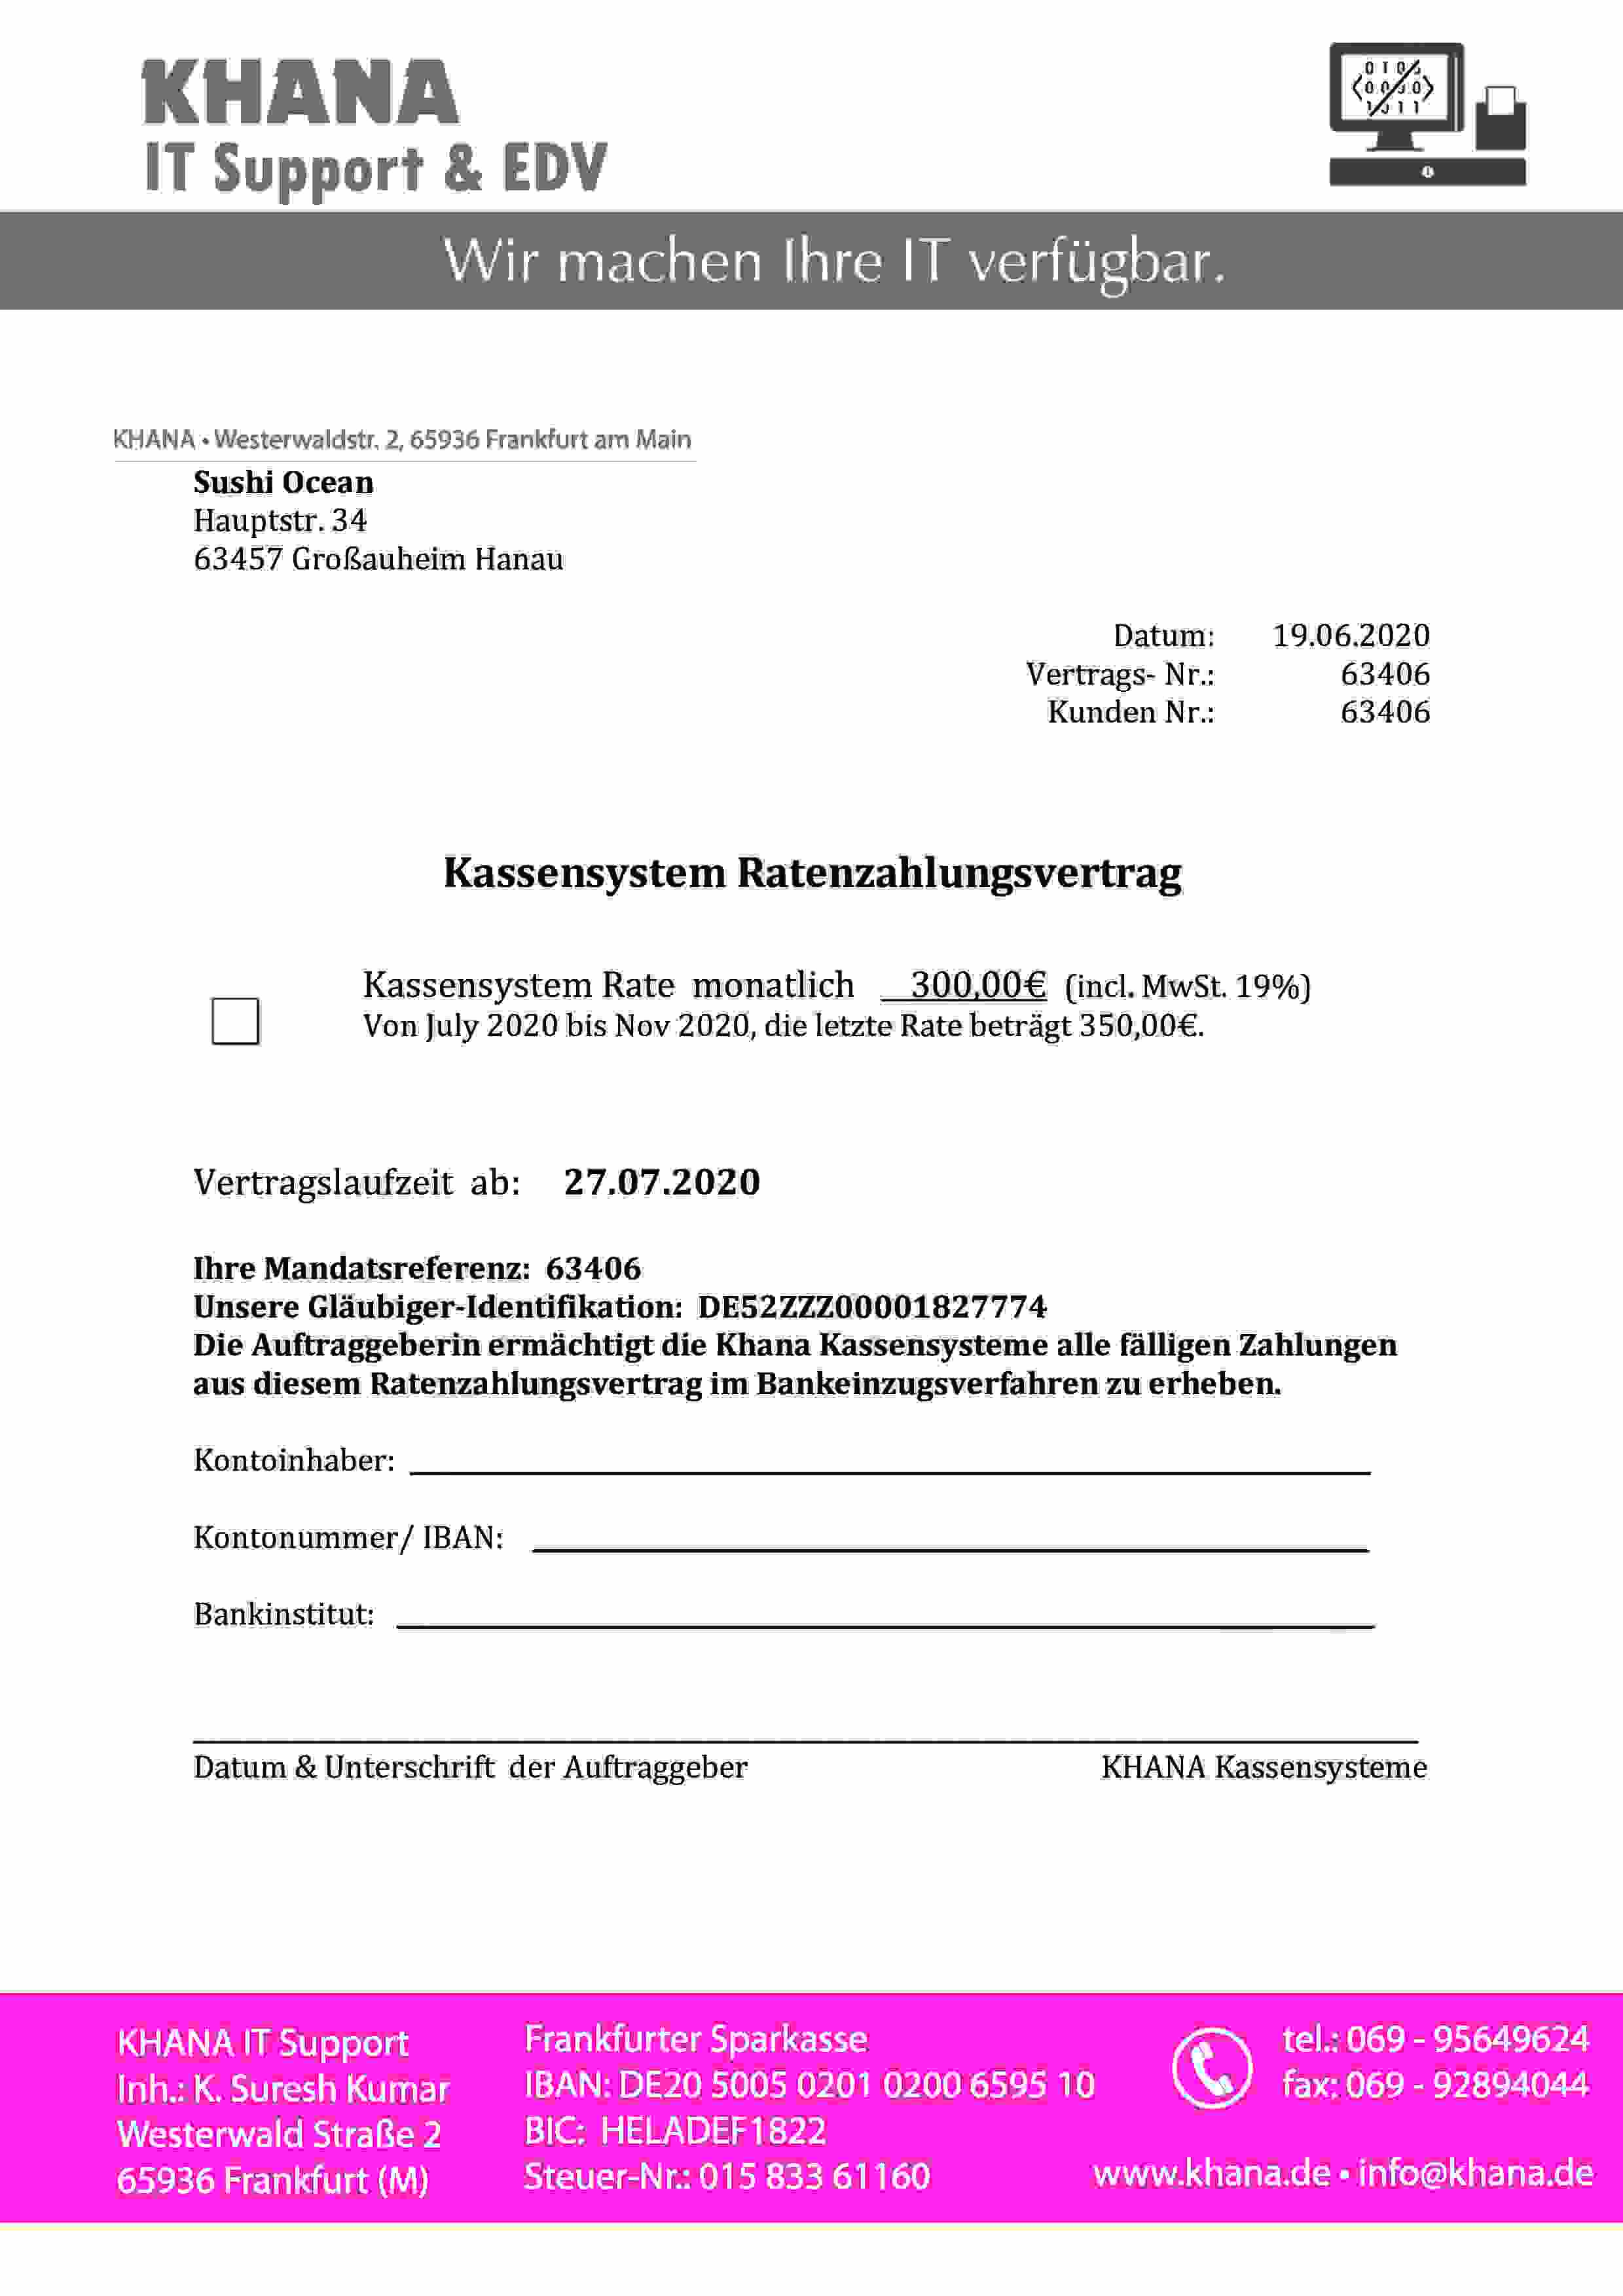 KHANA
IT Support & EDV
Wir machen Ihre IT verfügbar.
KHANA • Westerwaldstr. 2, 65936 Frankfurt am Main
Sushi Ocean
Hauptstr. 34
63457 Großauheim Hanau
Datum: 19.06.2020
Vertrags- Nr.: 63406
Kunden Nr.: 63406
Kassensystem Ratenzahlungsvertrag
Kassensystem Rate monatlich 300,00€ (incl. MwSt. 19%)
Von July 2020 bis Nov 2020, die letzte Rate beträgt 350,00€.
Vertragslaufzeit ab: 27.07.2020
Ihre Mandatsreferenz: 63406
Unsere Gläubiger-Identifikation: DE52ZZZ00001827774
Die Auftraggeberin ermächtigt die Khana Kassensysteme alle fälligen Zahlungen
aus diesem Ratenzahlungsvertrag im Bankeinzugsverfahren zu erheben.
Kontoinhaber:
Kontonummer/ IBAN:
Bankinstitut:
Datum & Unterschrift der Auftraggeber KHANA Kassensysteme
KHANA IT Support
Inh.: K. Suresh Kumar
Westerwald Straße 2
65936 Frankfurt (M)
Frankfurter Sparkasse
IBAN: DE20 5005 0201 0200 6595 10
BIC: HELADEF1822
Steuer-Nr.: 015 833 61160
tel.: 069 - 95649624
fax: 069 - 92894044
www.khana.de • info@khana.de